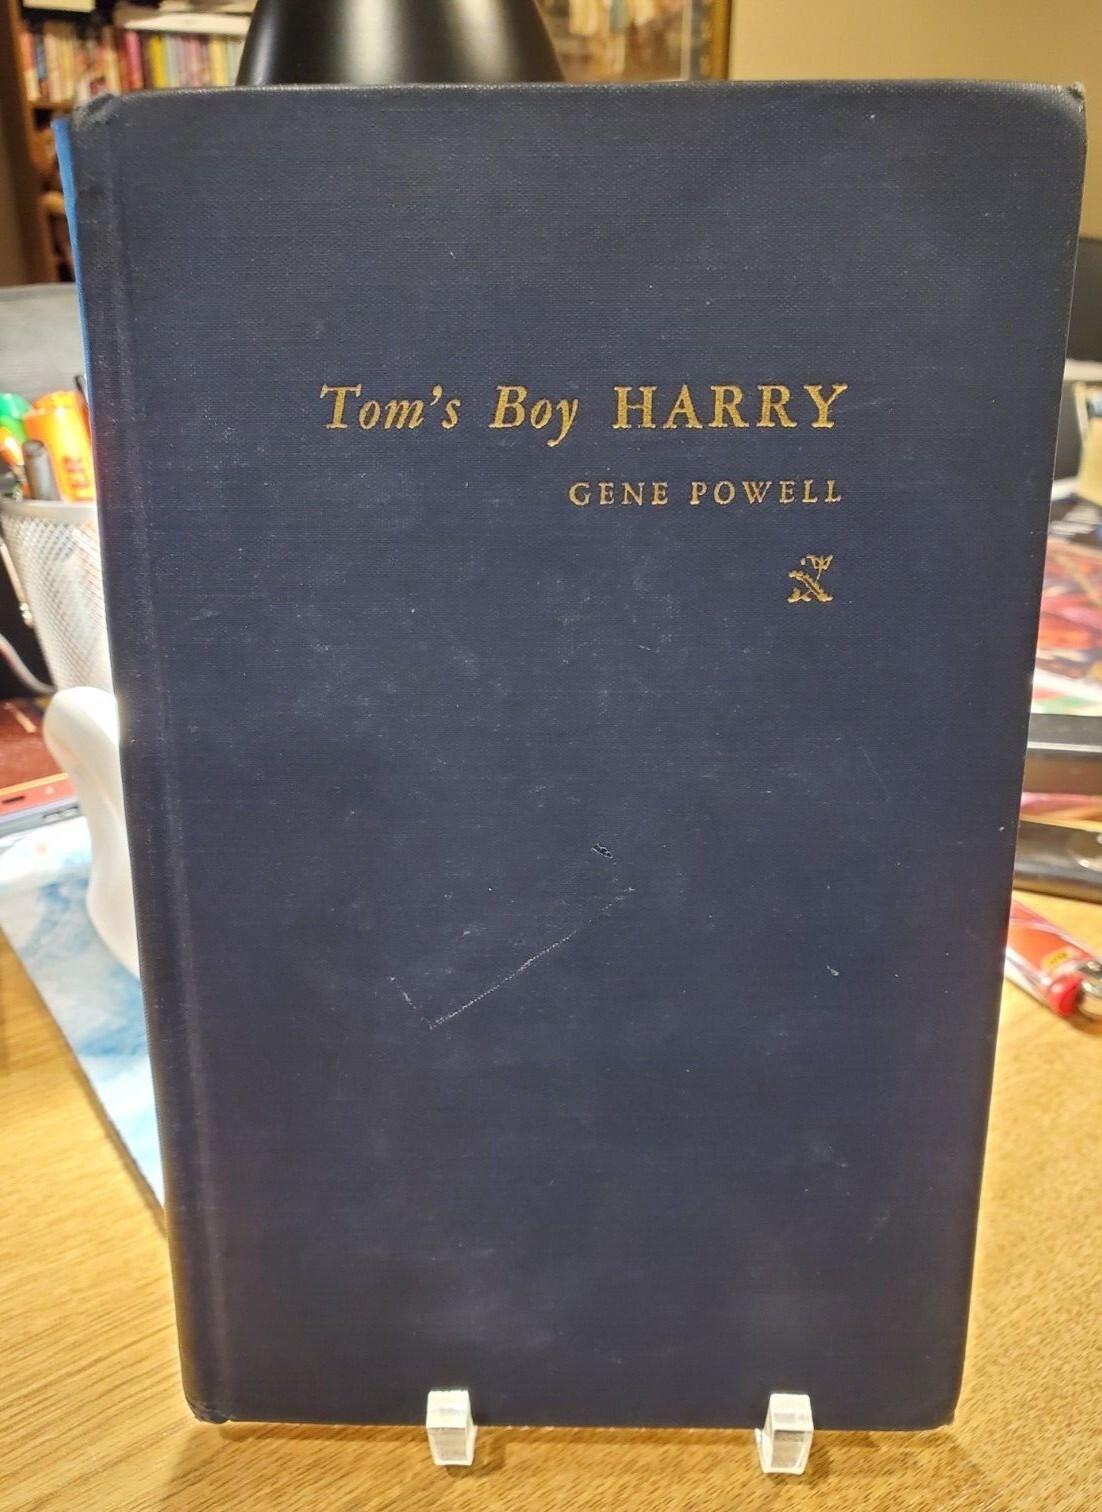 Tom's Boy HARRY
GENE POWELL